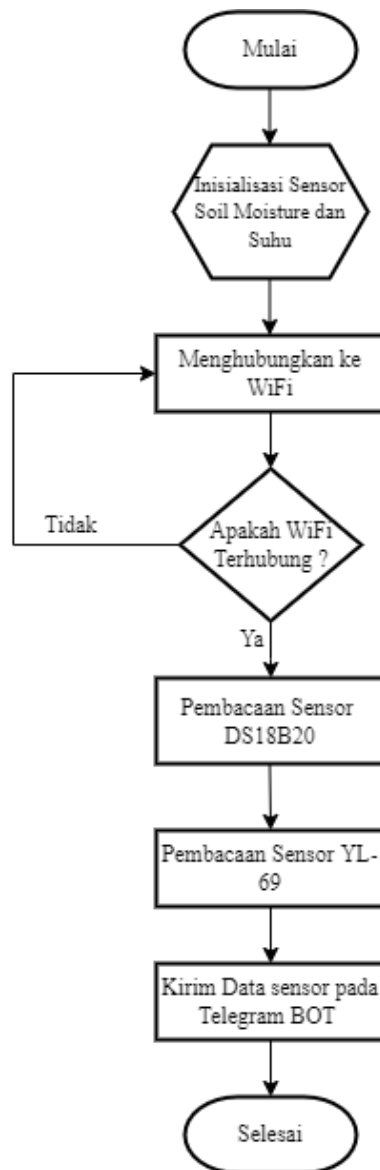 Mulai
Inisialisasi Sensor
Soil Moisture dan
Suhu
Menghubungkan ke
WiFi
Apakah WiFi
Terhubung ?
Tidak
Ya
Pembacaan Sensor
DS18B20
Pembacaan Sensor YL-
69
Kirim Data sensor pada
Telegram BOT
Selesai